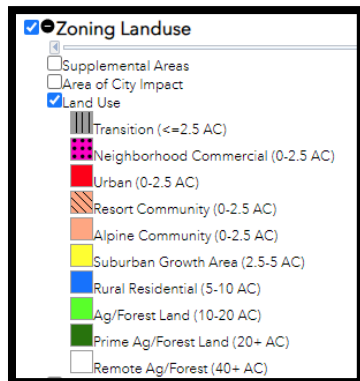 Zoning Landuse
Supplemental Areas
Area of City Impact
Land Use
Transition (<=2.5 AC)
Neighborhood Commercial (0-2.5 AC)
Urban (0-2.5 AC)
Resort Community (0-2.5 AC)
Alpine Community (0-2.5 AC)
Suburban Growth Area (2.5-5 AC)
Rural Residential (5-10 AC)
Ag/Forest Land (10-20 AC)
Prime Ag/Forest Land (20+ AC)
Remote Ag/Forest (40+ AC)